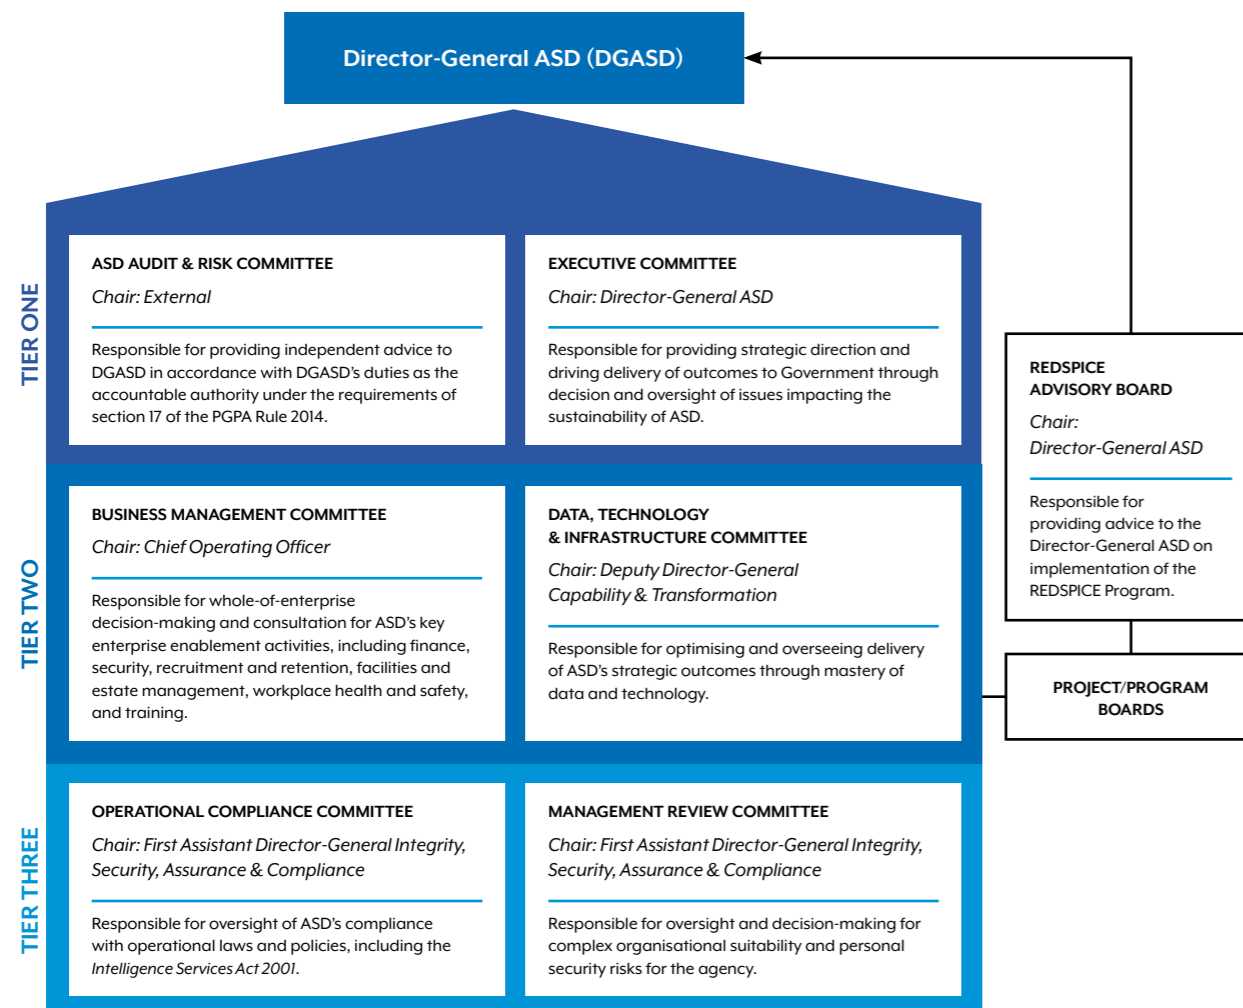 Director-General ASD (DGASD)
TIER ONE
ASD AUDIT & RISK COMMITTEE
Chair: External
Responsible for providing independent advice to
DGASD in accordance with DGASD's duties as the
accountable authority under the requirements of
section 17 of the PGPA Rule 2014.
EXECUTIVE COMMITTEE
Chair: Director-General ASD
Responsible for providing strategic direction and
driving delivery of outcomes to Government through
decision and oversight of issues impacting the
sustainability of ASD.
TIER TWO
BUSINESS MANAGEMENT COMMITTEE
Chair: Chief Operating Officer
Responsible for whole-of-enterprise
decision-making and consultation for ASD's key
enterprise enablement activities, including finance,
security, recruitment and retention, facilities and
estate management, workplace health and safety,
and training.
DATA, TECHNOLOGY
& INFRASTRUCTURE COMMITTEE
Chair: Deputy Director-General
Capability & Transformation
Responsible for optimising and overseeing delivery
of ASD's strategic outcomes through mastery of
data and technology.
TIER THREE
OPERATIONAL COMPLIANCE COMMITTEE
Chair: First Assistant Director-General Integrity,
Security, Assurance & Compliance
Responsible for oversight of ASD's compliance
with operational laws and policies, including the
Intelligence Services Act 2001.
MANAGEMENT REVIEW COMMITTEE
Chair: First Assistant Director-General Integrity,
Security, Assurance & Compliance
Responsible for oversight and decision-making for
complex organisational suitability and personal
security risks for the agency.
REDSPICE
ADVISORY BOARD
Chair:
Director-General ASD
Responsible for
providing advice to the
Director-General ASD on
implementation of the
REDSPICE Program.
PROJECT/PROGRAM
BOARDS